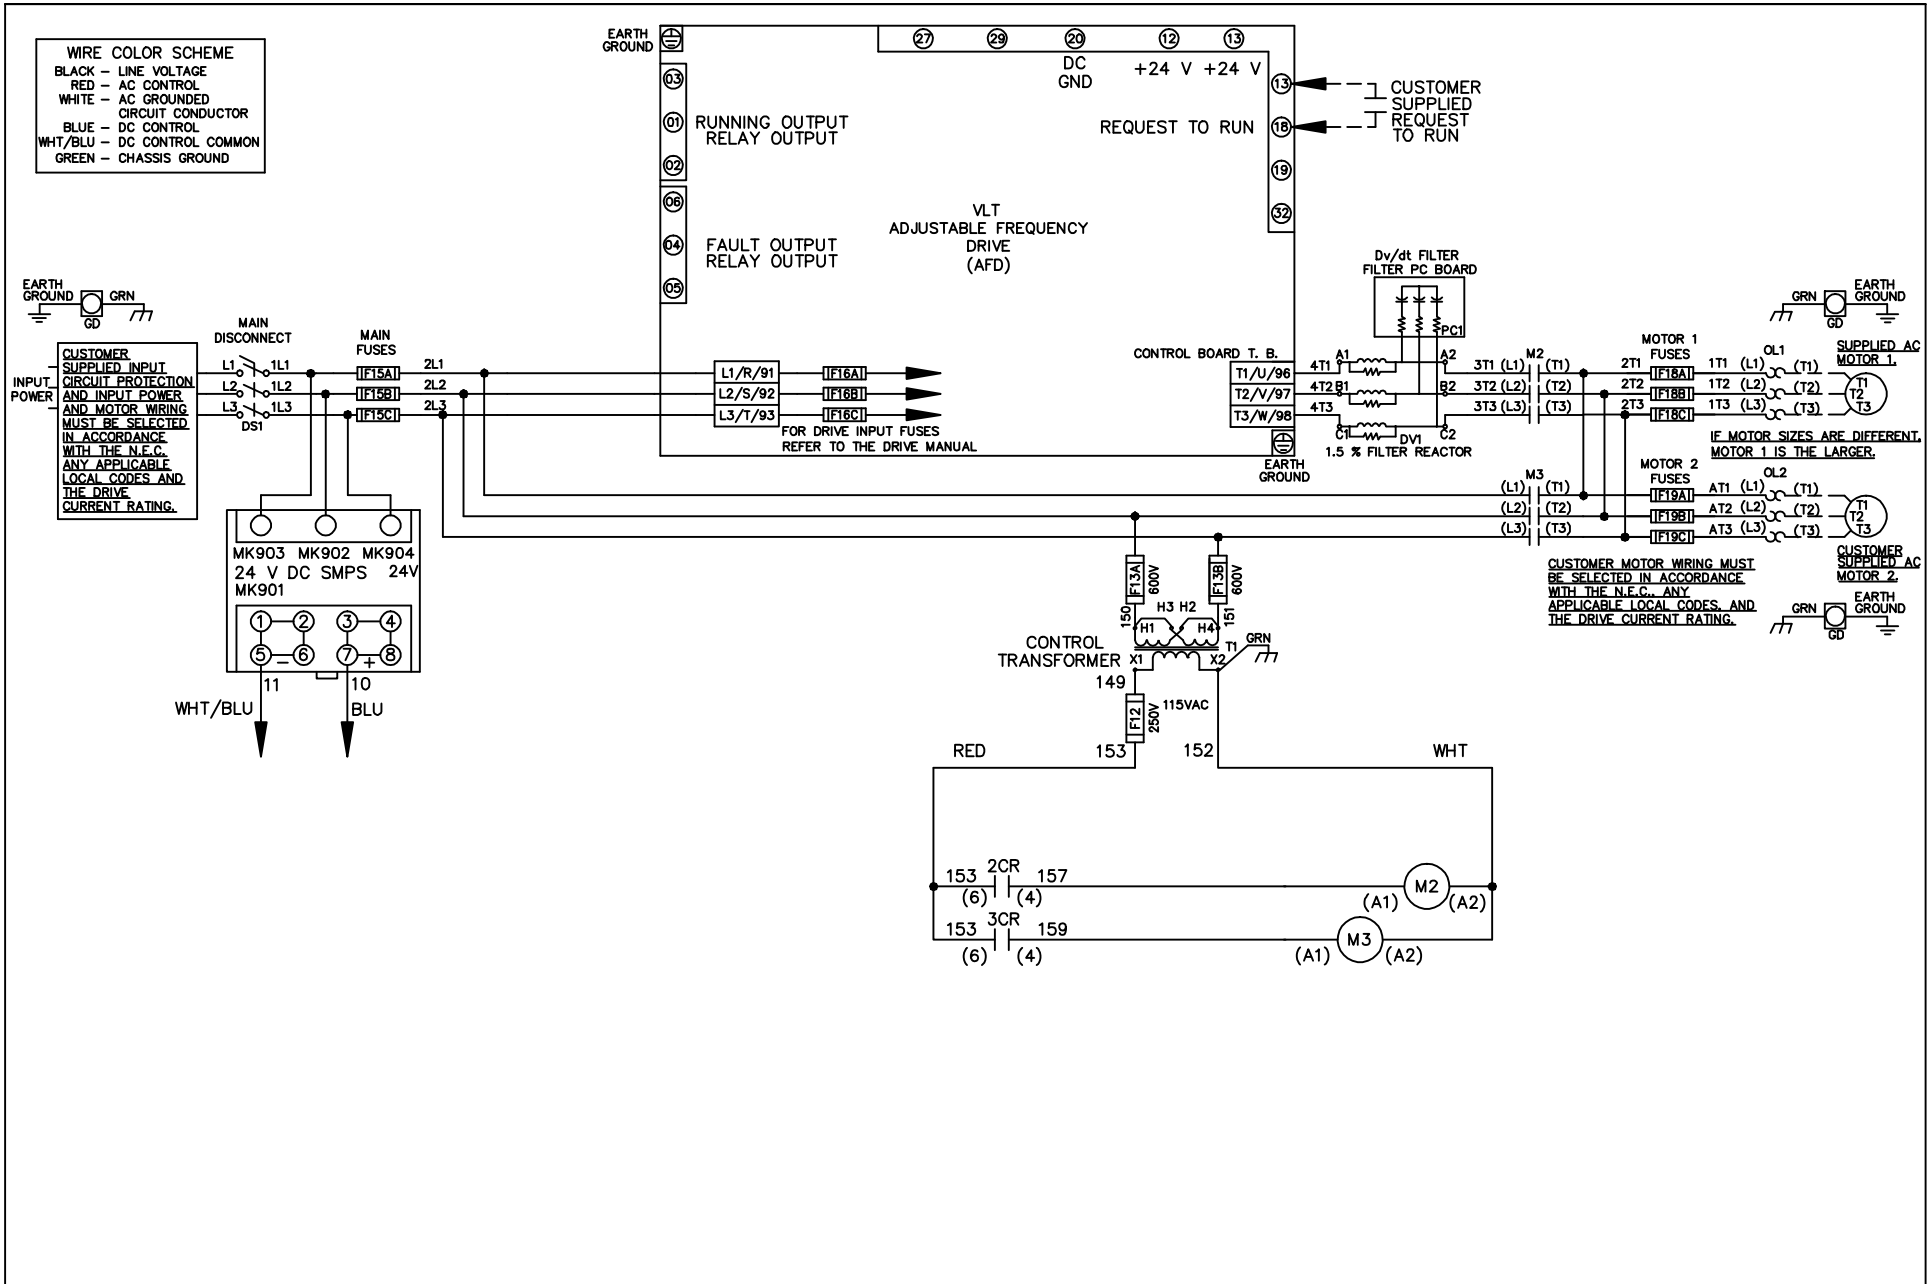 WIRE COLOR SCHEME
BLACK – LINE VOLTAGE
RED – AC CONTROL
WHITE – AC GROUNDED
CIRCUIT CONDUCTOR
BLUE – DC CONTROL
WHT/BLU – DC CONTROL COMMON
GREEN – CHASSIS GROUND
EARTH
GROUND
03
01
02
06
04
05
RUNNING OUTPUT
RELAY OUTPUT
FAULT OUTPUT
RELAY OUTPUT
27
29
20
12
13
DC
GND
+24 V
+24 V
13
18
19
32
REQUEST TO RUN
CUSTOMER
SUPPLIED
REQUEST
TO RUN
VLT
ADJUSTABLE FREQUENCY
DRIVE
(AFD)
EARTH
GROUND
GRN
GD
INPUT
POWER
CUSTOMER
SUPPLIED INPUT
CIRCUIT PROTECTION
AND INPUT POWER
AND MOTOR WIRING
MUST BE SELECTED
IN ACCORDANCE
WITH THE N.E.C.
ANY APPLICABLE
LOCAL CODES AND
THE DRIVE
CURRENT RATING.
MAIN
DISCONNECT
L1 1L1
L2 1L2
L3 1L3
DS1
MAIN
FUSES
F15A 2L1
F15B 2L2
F15C 2L3
L1/R/91 F16A
L2/S/92 F16B
L3/T/93 F16C
FOR DRIVE INPUT FUSES
REFER TO THE DRIVE MANUAL
CONTROL BOARD T. B.
T1/U/96
T2/V/97
T3/W/98
EARTH
GROUND
Dv/dt FILTER
FILTER PC BOARD
PC1
4T1 A1 A2
4T2 B1 B2
4T3 C1 C2
DV1
1.5 % FILTER REACTOR
M2
3T1 (L1) (T1)
3T2 (L2) (T2)
3T3 (L3) (T3)
MOTOR 1
FUSES
2T1 F18A 1T1 (L1) (T1)
2T2 F18B 1T2 (L2) (T2)
2T3 F18C 1T3 (L3) (T3)
OL1
T1
T2
T3
GRN
GD
EARTH
GROUND
SUPPLIED AC
MOTOR 1.
IF MOTOR SIZES ARE DIFFERENT,
MOTOR 1 IS THE LARGER.
M3
(L1) (T1)
(L2) (T2)
(L3) (T3)
MOTOR 2
FUSES
F19A AT1 (L1) (T1)
F19B AT2 (L2) (T2)
F19C AT3 (L3) (T3)
OL2
T1
T2
T3
CUSTOMER
SUPPLIED AC
MOTOR 2.
CUSTOMER MOTOR WIRING MUST
BE SELECTED IN ACCORDANCE
WITH THE N.E.C., ANY
APPLICABLE LOCAL CODES, AND
THE DRIVE CURRENT RATING.
GRN
GD
EARTH
GROUND
MK903 MK902 MK904
24 V DC SMPS 24V
MK901
1 2 3 4
5 – 6 7 + 8
11
10
WHT/BLU
BLU
F13A
600V
F13B
600V
150
151
H3 H2
H1
H4
CONTROL
TRANSFORMER
X1
X2
T1
GRN
149
F12
250V
115VAC
RED
153
152
WHT
153 2CR 157
(6) (4)
M2
(A1) (A2)
153 3CR 159
(6) (4)
M3
(A1) (A2)